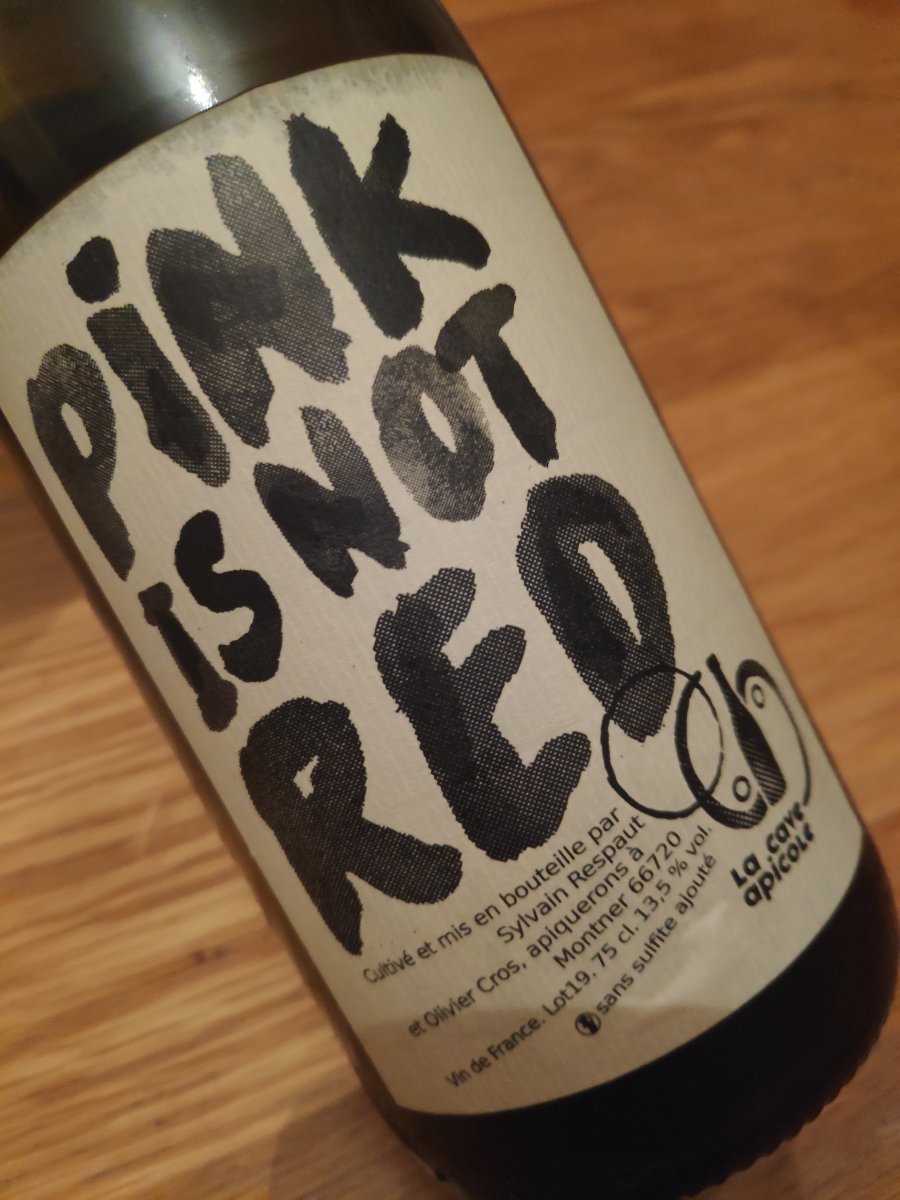 PiNK
IS NOT
RED
La cave
apicole
Cultivé et mis en bouteille par
Sylvain Respaut
et Olivier Cros, apiquerons à
Montner 66720
Vin de France. Lot19. 75 cl. 13,5 % vol.
sans sulfite ajouté